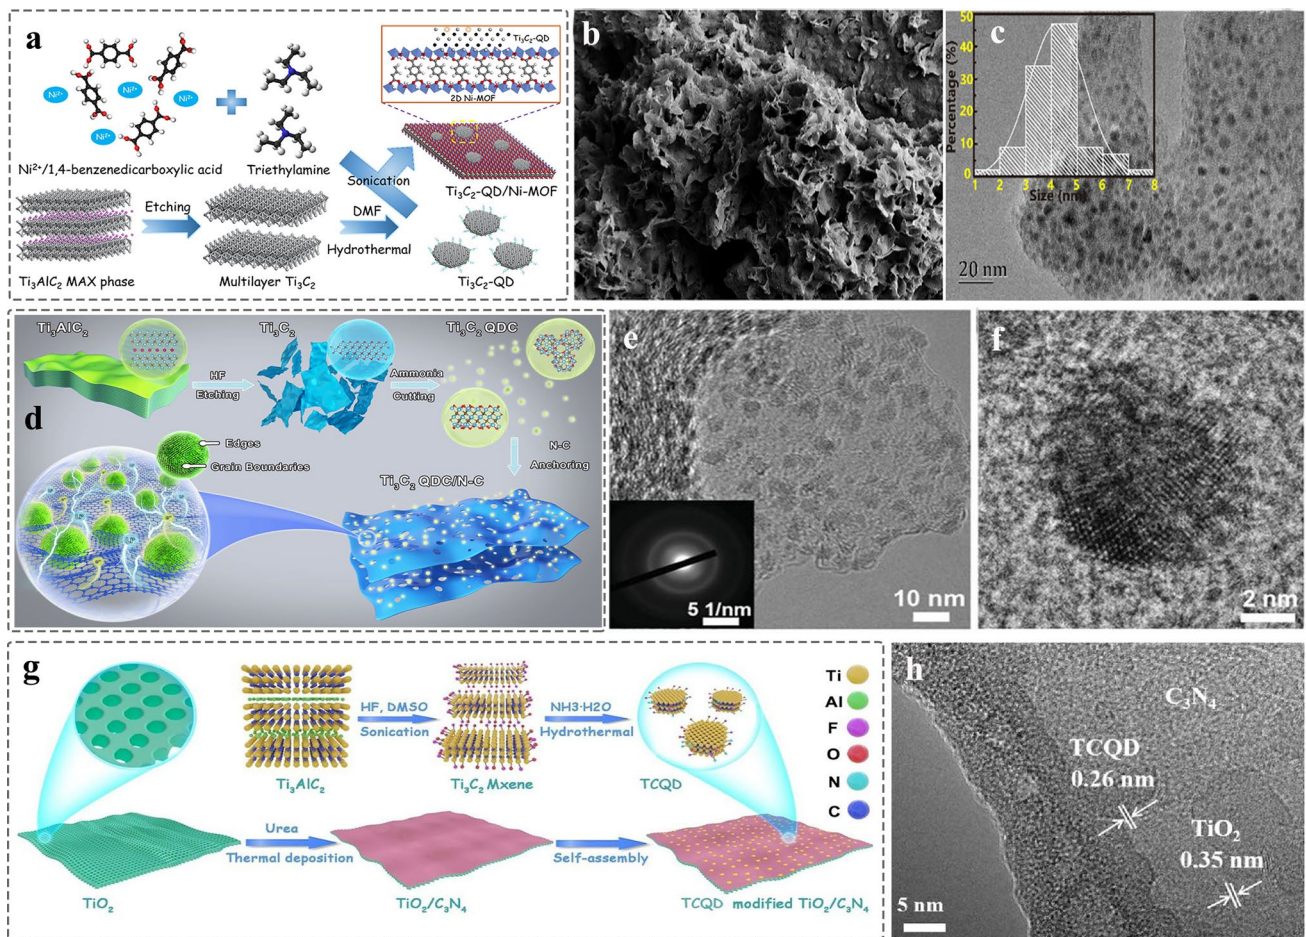 a
Ti₃C₂-QD
2D Ni-MOF
Ni²⁺
Ni²⁺
Ni²⁺
Ni²⁺
Ni²⁺/1,4-benzenedicarboxylic acid
Triethylamine
Sonication
Ti₃C₂-QD/Ni-MOF
Etching
DMF
Hydrothermal
Ti₃AlC₂ MAX phase
Multilayer Ti₃C₂
Ti₃C₂-QD
b
c
50
40
30
20
10
0
Percentage (%)
1 2 3 4 5 6 7 8
Size (nm)
20 nm
d
Ti₃AlC₂
Ti₃C₂
Ti₃C₂ QDC
HF
Etching
Ammonia
Cutting
Edges
Grain Boundaries
N-C
Anchoring
Ti₃C₂ QDC/N-C
e
5 1/nm
10 nm
f
2 nm
g
Ti₃AlC₂
HF, DMSO
Sonication
Ti₃C₂ Mxene
NH3·H2O
Hydrothermal
TCQD
Ti
Al
F
O
N
C
TiO₂
Urea
Thermal deposition
TiO₂/C₃N₄
Self-assembly
TCQD modified TiO₂/C₃N₄
h
C₃N₄
TCQD
0.26 nm
TiO₂
0.35 nm
5 nm